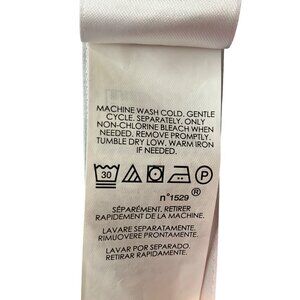 MACHINE WASH COLD. GENTLE
CYCLE. SEPARATELY. ONLY
NON-CHLORINE BLEACH WHEN
NEEDED. REMOVE PROMPTLY.
TUMBLE DRY LOW. WARM IRON
IF NEEDED.
30 P
n°1529 ®
SÉPARÉMENT, RETIRER
RAPIDEMENT DE LA MACHINE.
LAVARE SEPARATAMENTE.
RIMUOVERE PRONTAMENTE.
LAVAR POR SEPARADO.
RETIRAR RAPIDAMENTE.